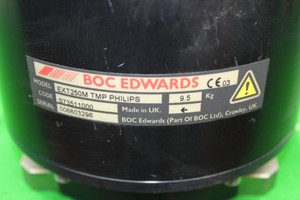 BOC EDWARDS CE 03
MODEL EXT250M TMP PHILIPS 9.5 Kg
CODE B73511000 Made in UK. ←
SERIAL 006603296
BOC Edwards (Part Of BOC Ltd), Crawley, UK.